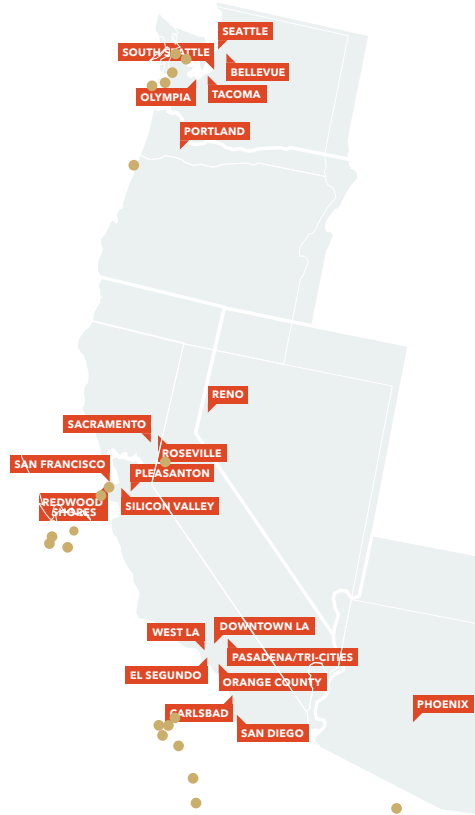 SEATTLE
SOUTH SEATTLE
BELLEVUE
OLYMPIA
TACOMA
PORTLAND
RENO
SACRAMENTO
ROSEVILLE
SAN FRANCISCO
PLEASANTON
REDWOOD
SHORES
SILICON VALLEY
DOWNTOWN LA
WEST LA
PASADENA/TRI-CITIES
EL SEGUNDO
ORANGE COUNTY
PHOENIX
CARLSBAD
SAN DIEGO